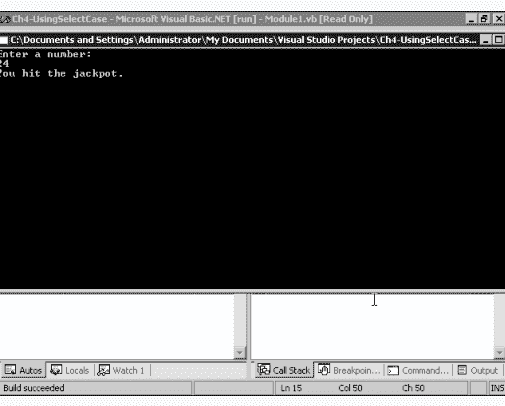 Ch4-UsingSelectCase - Microsoft Visual Basic.NET [run] - Module1.vb [Read Only]
C:\Documents and Settings\Administrator\My Documents\Visual Studio Projects\Ch4-UsingSelectCas...
Enter a number:
24
You hit the jackpot.
Autos Locals Watch 1 Call Stack Breakpoin... Command... Output
Build succeeded Ln 15 Col 50 Ch 50 INS